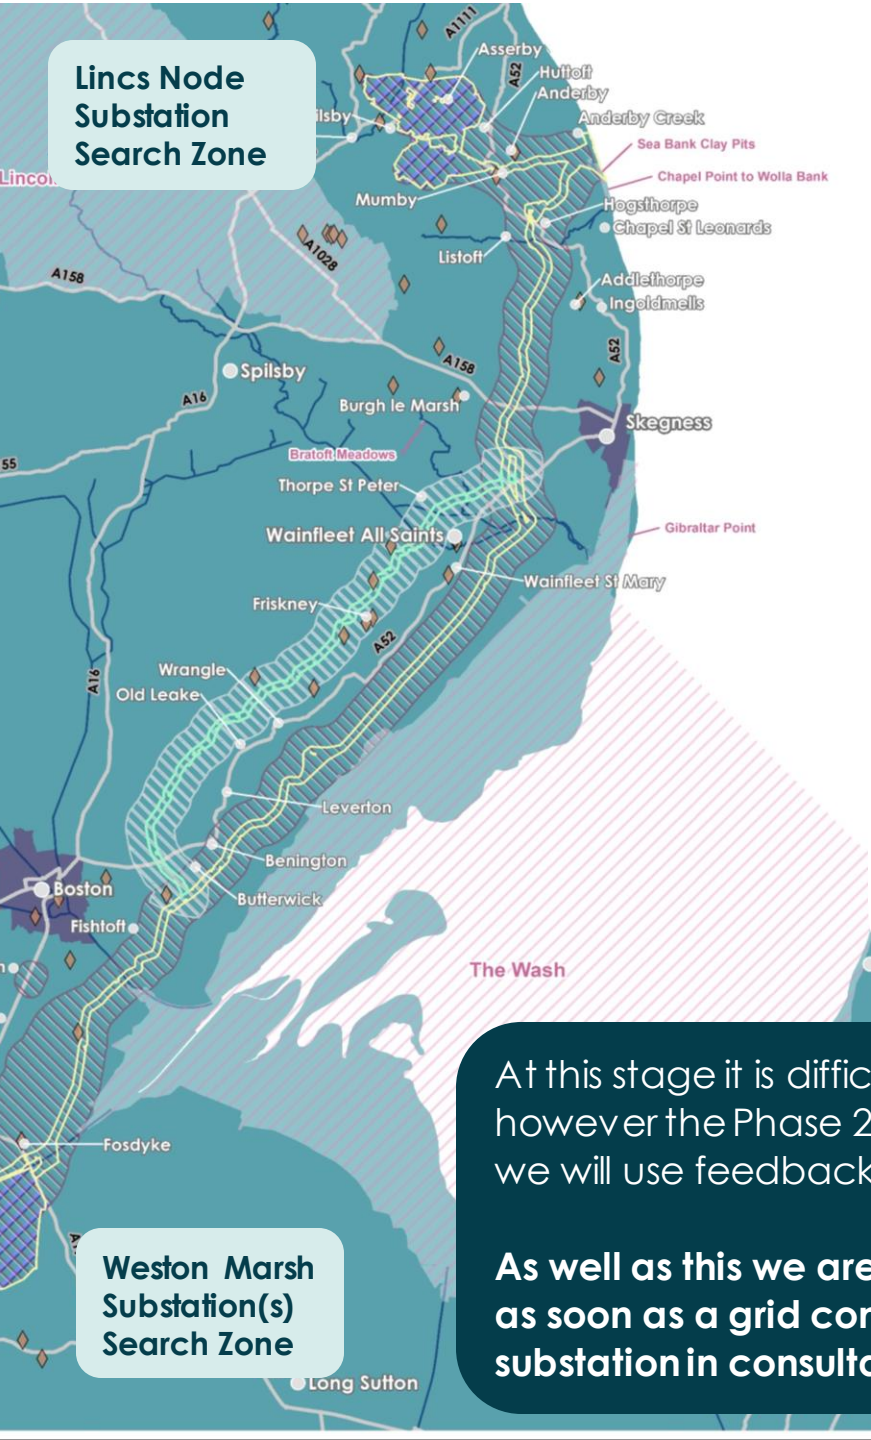 A1111
Asserby
A52
Huttoft
Anderby
Lincs Node
Substation
Search Zone
ilsby
Anderby Creek
Sea Bank Clay Pits
Chapel Point to Wolla Bank
Mumby
Hogsthorpe
Chapel St Leonards
A1028
Listoft
A158
Addlethorpe
Ingoldmells
A52
A158
Spilsby
A16
Burgh le Marsh
Skegness
Bratoft Meadows
55
Thorpe St Peter
Gibraltar Point
Wainfleet All Saints
Wainfleet St Mary
Friskney
A52
Wrangle
A16
Old Leake
Leverton
Benington
Boston
Butterwick
Fishtoft
The Wash
Fosdyke
Weston Marsh
Substation(s)
Search Zone
Long Sutton
At this stage it is diffic
however the Phase 2
we will use feedback
As well as this we are
as soon as a grid con
substation in consulta